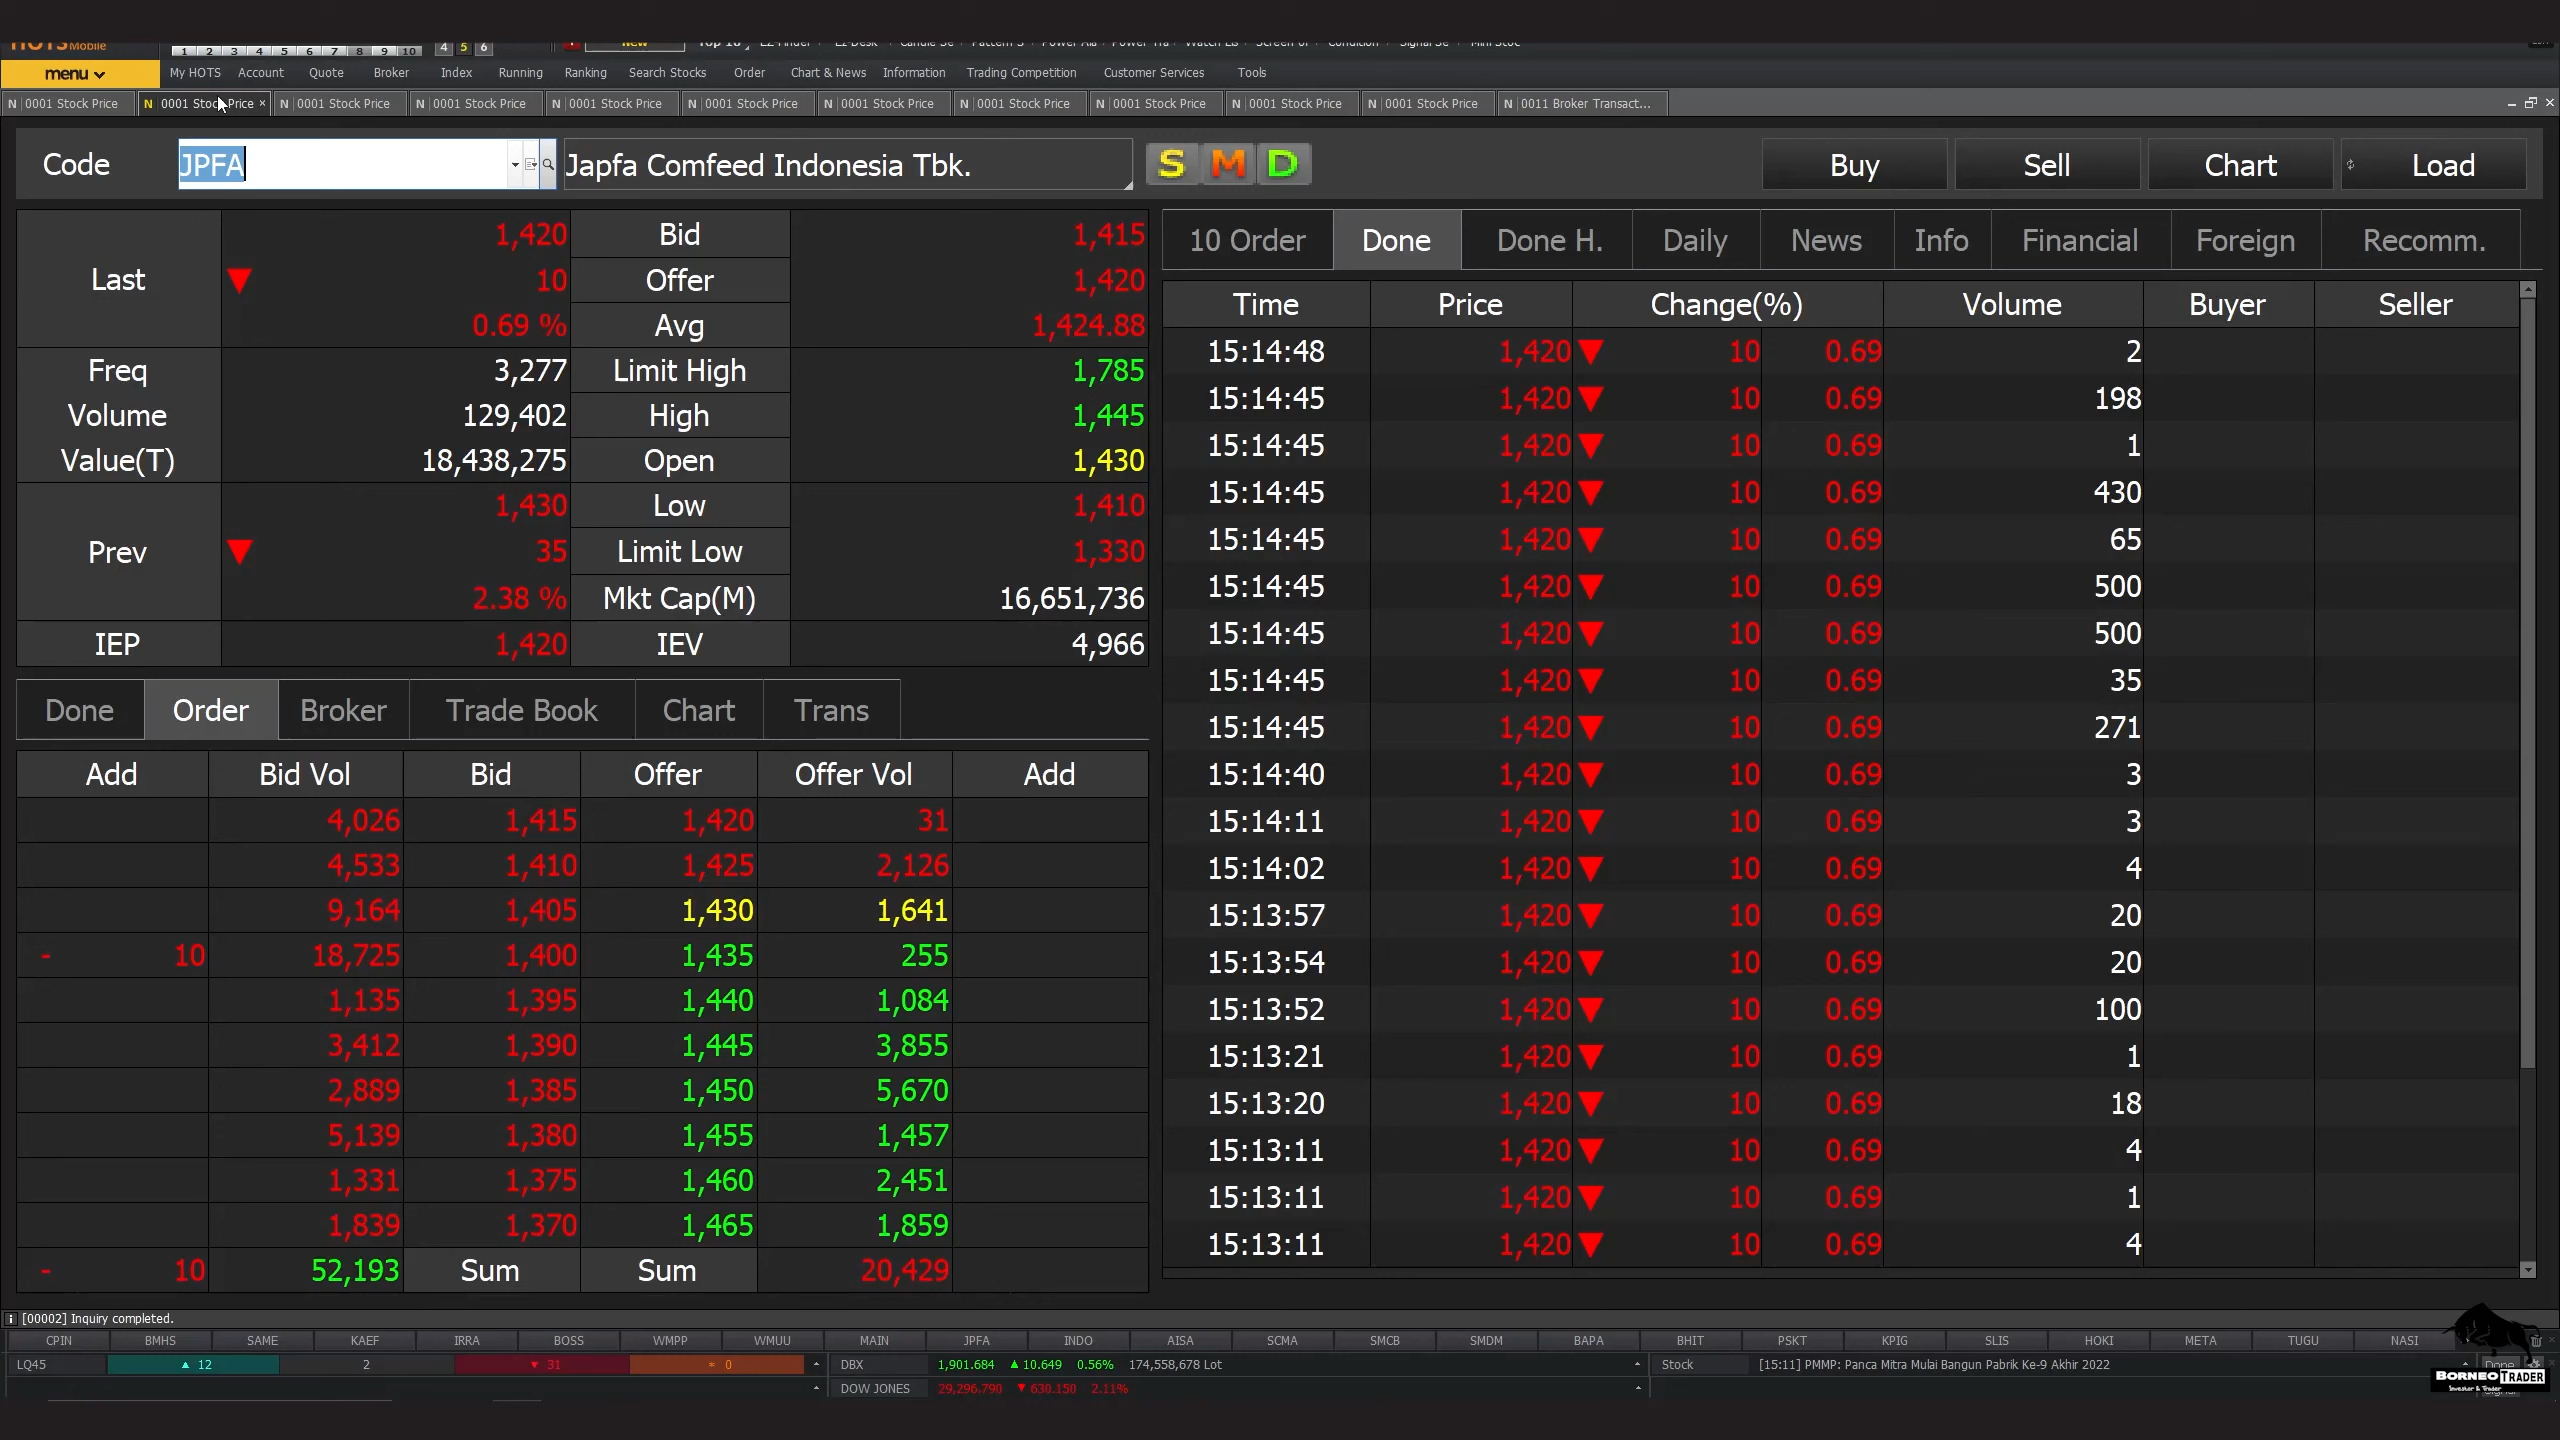 HOTS Mobile
1 2 3 4 5 6 7 8 9 10 4 5 6
menu My HOTS Account Quote Broker Index Running Ranking Search Stocks Order Chart & News Information Trading Competition Customer Services Tools
N 0001 Stock Price N 0001 Stock Price × N 0001 Stock Price N 0001 Stock Price N 0001 Stock Price N 0001 Stock Price N 0001 Stock Price N 0001 Stock Price N 0001 Stock Price N 0001 Stock Price N 0001 Stock Price N 0011 Broker Transact...
Code JPFA Japfa Comfeed Indonesia Tbk. S M D Buy Sell Chart Load
Last ▼ 1,420 10 0.69 %
Bid 1,415
Offer 1,420
Avg 1,424.88
Freq 3,277 Limit High 1,785
Volume 129,402 High 1,445
Value(T) 18,438,275 Open 1,430
Prev ▼ 1,430 35 2.38 %
Low 1,410
Limit Low 1,330
Mkt Cap(M) 16,651,736
IEP 1,420 IEV 4,966
Done Order Broker Trade Book Chart Trans
Add Bid Vol Bid Offer Offer Vol Add
4,026 1,415 1,420 31
4,533 1,410 1,425 2,126
9,164 1,405 1,430 1,641
- 10 18,725 1,400 1,435 255
1,135 1,395 1,440 1,084
3,412 1,390 1,445 3,855
2,889 1,385 1,450 5,670
5,139 1,380 1,455 1,457
1,331 1,375 1,460 2,451
1,839 1,370 1,465 1,859
- 10 52,193 Sum Sum 20,429
10 Order Done Done H. Daily News Info Financial Foreign Recomm.
Time Price Change(%) Volume Buyer Seller
15:14:48 1,420 ▼ 10 0.69 2
15:14:45 1,420 ▼ 10 0.69 198
15:14:45 1,420 ▼ 10 0.69 1
15:14:45 1,420 ▼ 10 0.69 430
15:14:45 1,420 ▼ 10 0.69 65
15:14:45 1,420 ▼ 10 0.69 500
15:14:45 1,420 ▼ 10 0.69 500
15:14:45 1,420 ▼ 10 0.69 35
15:14:45 1,420 ▼ 10 0.69 271
15:14:40 1,420 ▼ 10 0.69 3
15:14:11 1,420 ▼ 10 0.69 3
15:14:02 1,420 ▼ 10 0.69 4
15:13:57 1,420 ▼ 10 0.69 20
15:13:54 1,420 ▼ 10 0.69 20
15:13:52 1,420 ▼ 10 0.69 100
15:13:21 1,420 ▼ 10 0.69 1
15:13:20 1,420 ▼ 10 0.69 18
15:13:11 1,420 ▼ 10 0.69 4
15:13:11 1,420 ▼ 10 0.69 1
15:13:11 1,420 ▼ 10 0.69 4
[00002] Inquiry completed.
CPIN BMHS SAME KAEF IRRA BOSS WMPP WMUU MAIN JPFA INDO AISA SCMA SMCB SMDM BAPA BHIT PSKT KPIG SLIS HOKI META TUGU NASI
LQ45 ▲ 12 2 ▼ 31 * 0 DBX 1,901.684 ▲ 10.649 0.56% 174,558,678 Lot Stock [15:11] PMMP: Panca Mitra Mulai Bangun Pabrik Ke-9 Akhir 2022 Done
DOW JONES 29,296.790 ▼ 630.150 2.11%
BORNEO TRADER
Investor & Trader